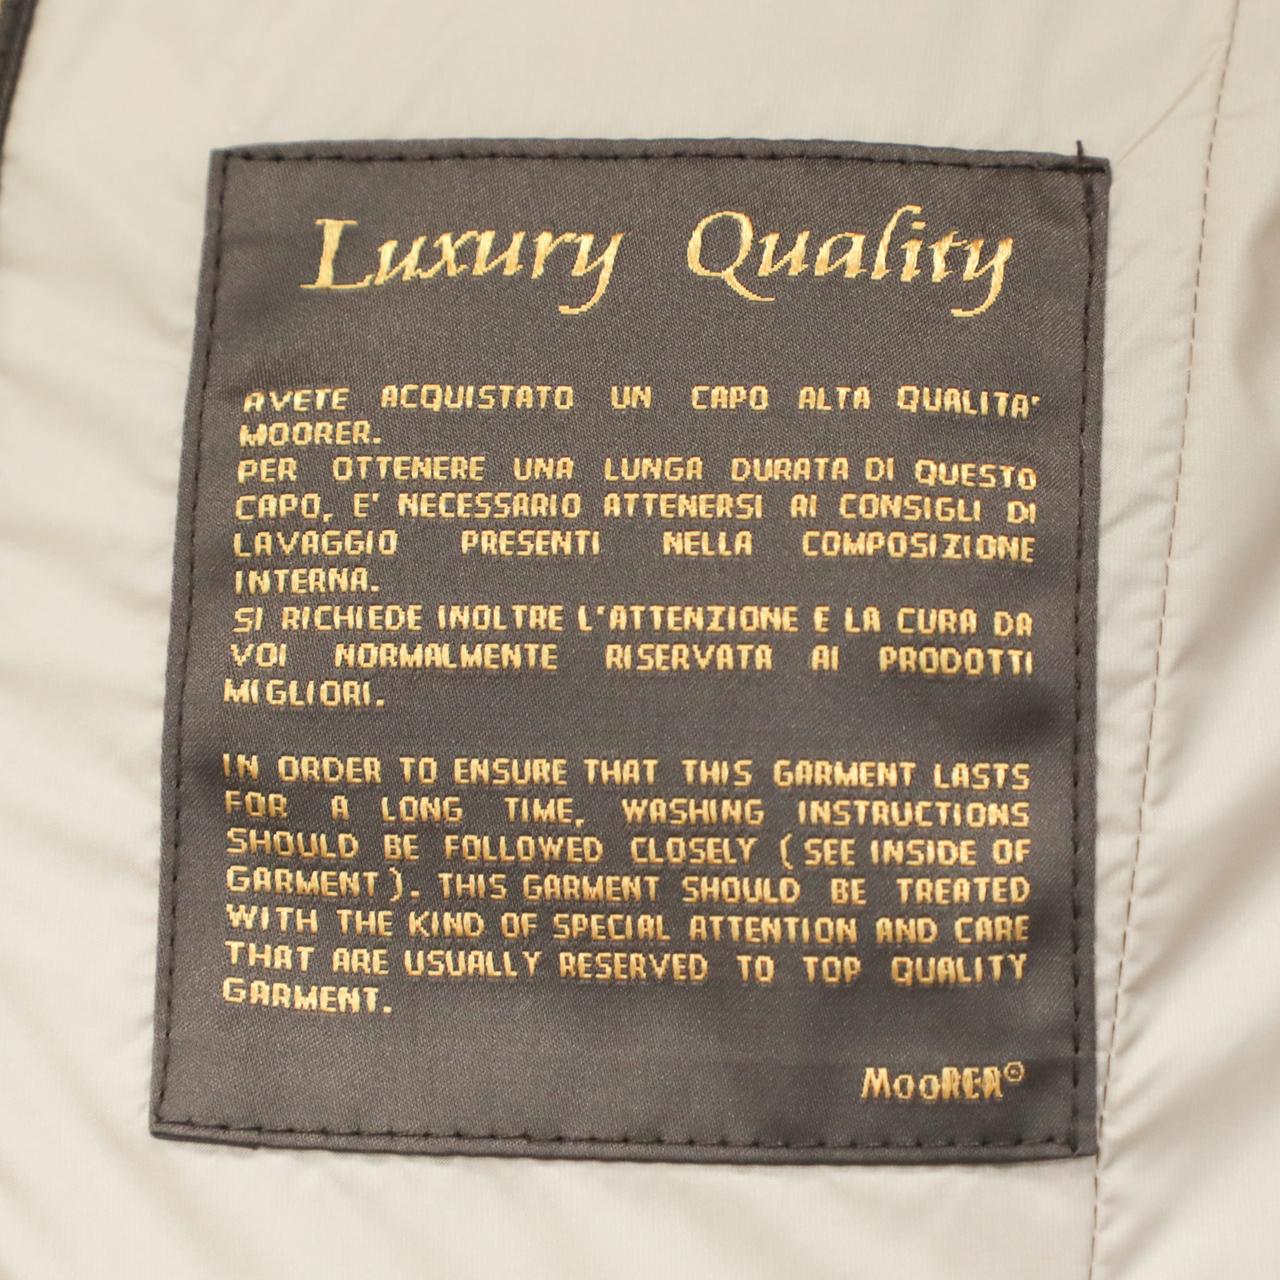 Luxury Quality
AVETE ACQUISTATO UN CAPO ALTA QUALITA'
MOORER.
PER OTTENERE UNA LUNGA DURATA DI QUESTO
CAPO, E' NECESSARIO ATTENERSI AI CONSIGLI DI
LAVAGGIO PRESENTI NELLA COMPOSIZIONE
INTERNA.
SI RICHIEDE INOLTRE L'ATTENZIONE E LA CURA DA
VOI NORMALMENTE RISERVATA AI PRODOTTI
MIGLIORI.
IN ORDER TO ENSURE THAT THIS GARMENT LASTS
FOR A LONG TIME, WASHING INSTRUCTIONS
SHOULD BE FOLLOWED CLOSELY ( SEE INSIDE OF
GARMENT ). THIS GARMENT SHOULD BE TREATED
WITH THE KIND OF SPECIAL ATTENTION AND CARE
THAT ARE USUALLY RESERVED TO TOP QUALITY
GARMENT.
MooRER®